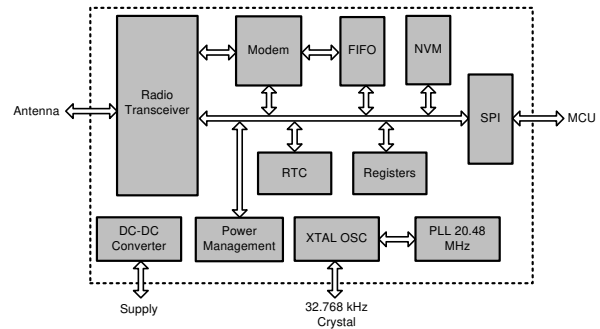 Radio
Transceiver
Modem
FIFO
NVM
Antenna
SPI
MCU
RTC
Registers
DC-DC
Converter
Power
Management
XTAL OSC
PLL 20.48
MHz
Supply
32.768 kHz
Crystal